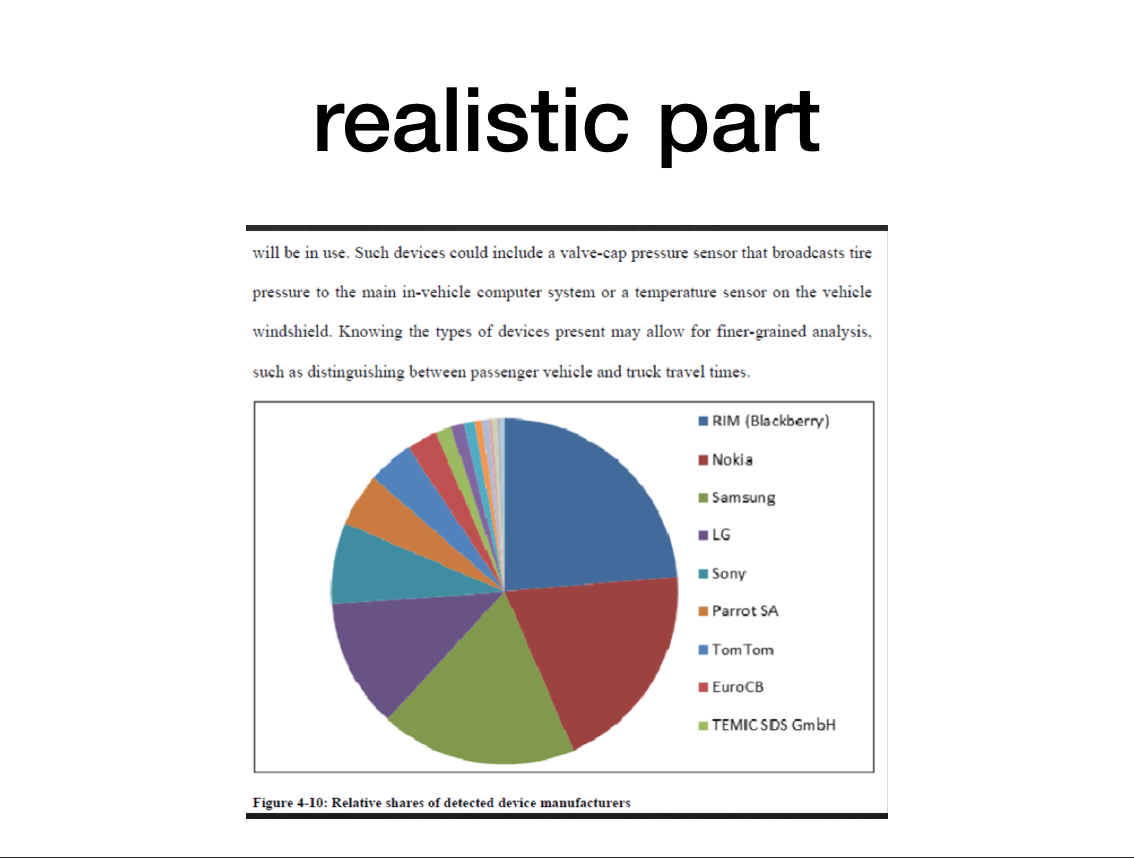 realistic part
will be in use. Such devices could include a valve-cap pressure sensor that broadcasts tire
pressure to the main in-vehicle computer system or a temperature sensor on the vehicle
windshield. Knowing the types of devices present may allow for finer-grained analysis,
such as distinguishing between passenger vehicle and truck travel times.
RIM (Blackberry)
Nokia
Samsung
LG
Sony
Parrot SA
TomTom
EuroCB
TEMIC SDS GmbH
Figure 4-10: Relative shares of detected device manufacturers